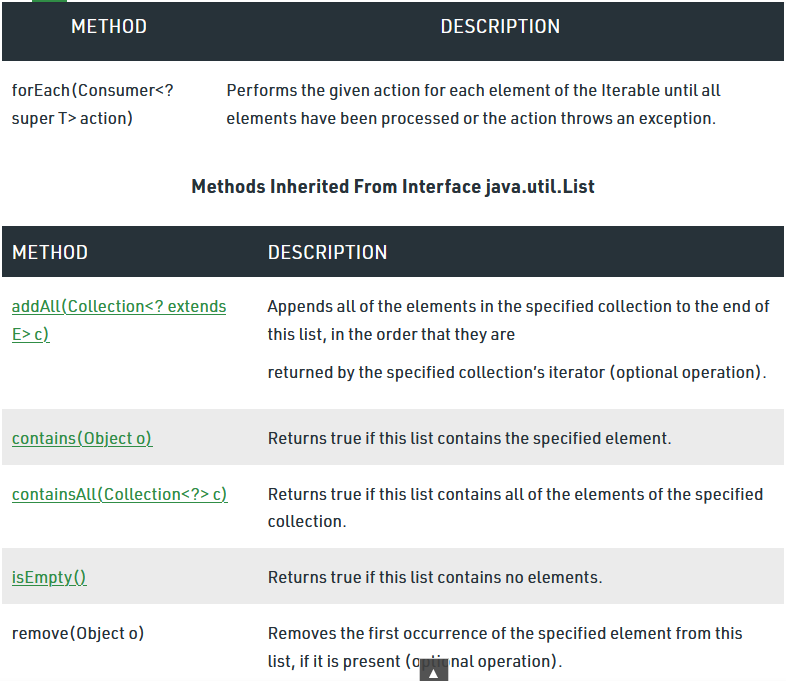 METHOD DESCRIPTION
forEach(Consumer<? Performs the given action for each element of the Iterable until all
super T> action) elements have been processed or the action throws an exception.
Methods Inherited From Interface java.util.List
METHOD DESCRIPTION
addAll(Collection<? extends Appends all of the elements in the specified collection to the end of
E> c) this list, in the order that they are
returned by the specified collection's iterator (optional operation).
contains(Object o) Returns true if this list contains the specified element.
containsAll(Collection<?> c) Returns true if this list contains all of the elements of the specified
collection.
isEmpty() Returns true if this list contains no elements.
remove(Object o) Removes the first occurrence of the specified element from this
list, if it is present (optional operation).